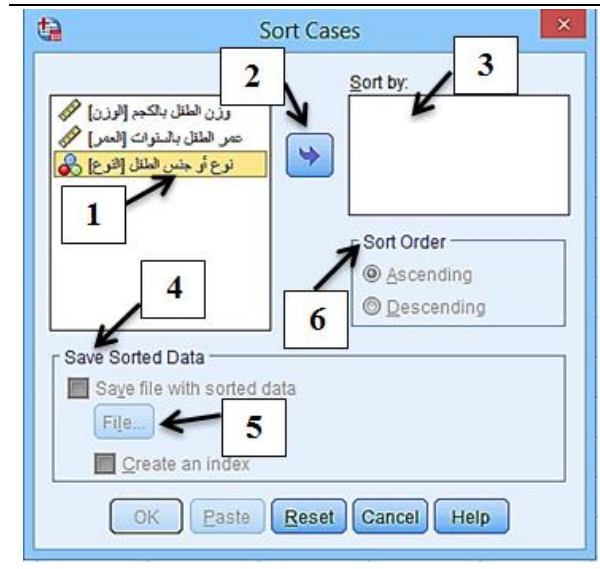 Sort Cases
2
3
Sort by:
وزن الطفل بالكجم [الوزن]
عمر الطفل بالسنوات [العمر]
نوع أو جنس الطفل [النوع]
1
Sort Order
Ascending
Descending
4
6
Save Sorted Data
Save file with sorted data
File...
5
Create an index
OK Paste Reset Cancel Help